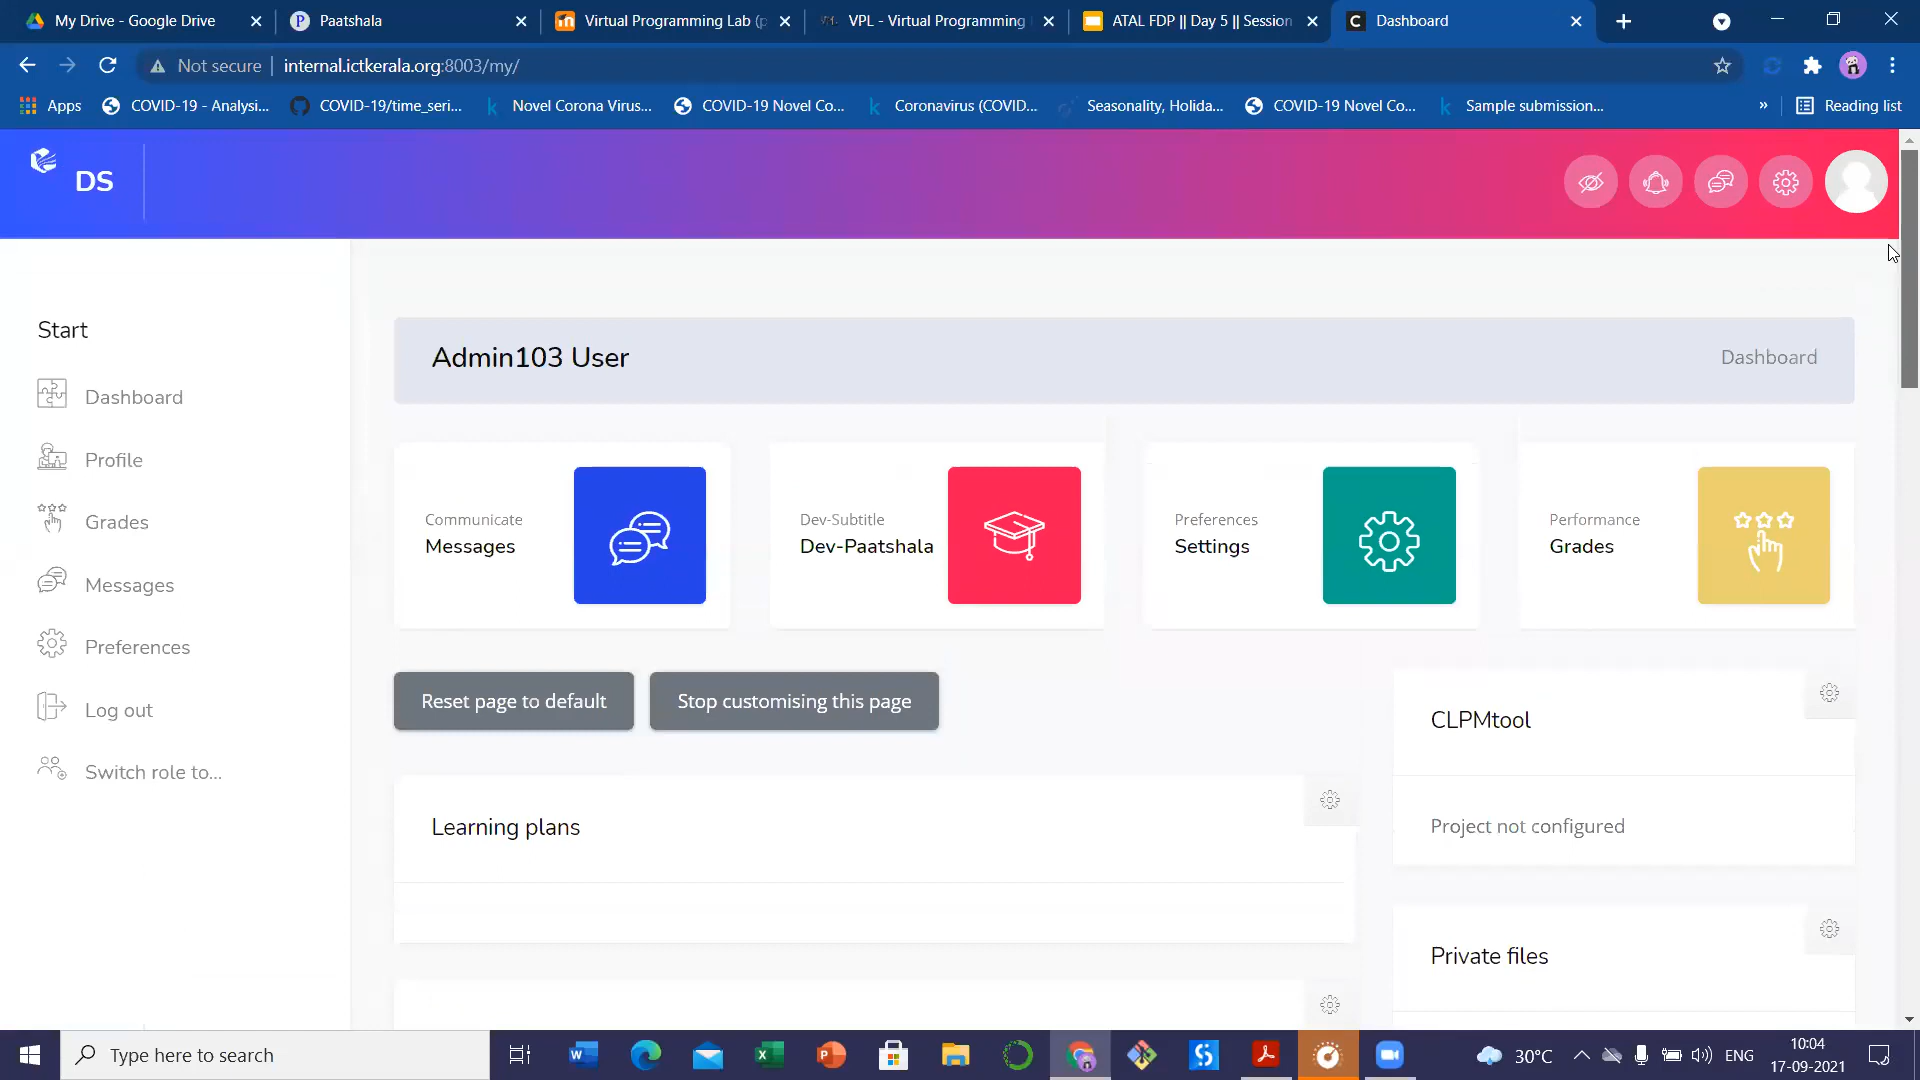 My Drive - Google Drive
Paatshala
Virtual Programming Lab (p
VPL - Virtual Programming
ATAL FDP || Day 5 || Session
Dashboard
Not secure
internal.ictkerala.org:8003/my/
Apps
COVID-19 - Analysi...
COVID-19/time_seri...
Novel Corona Virus...
COVID-19 Novel Co...
Coronavirus (COVID...
Seasonality, Holida...
COVID-19 Novel Co...
Sample submission...
»
Reading list
DS
Start
Dashboard
Profile
Grades
Messages
Preferences
Log out
Switch role to...
Admin103 User
Dashboard
Communicate
Messages
Dev-Subtitle
Dev-Paatshala
Preferences
Settings
Performance
Grades
Reset page to default
Stop customising this page
Learning plans
CLPMtool
Project not configured
Private files
Type here to search
30°C
ENG
10:04
17-09-2021